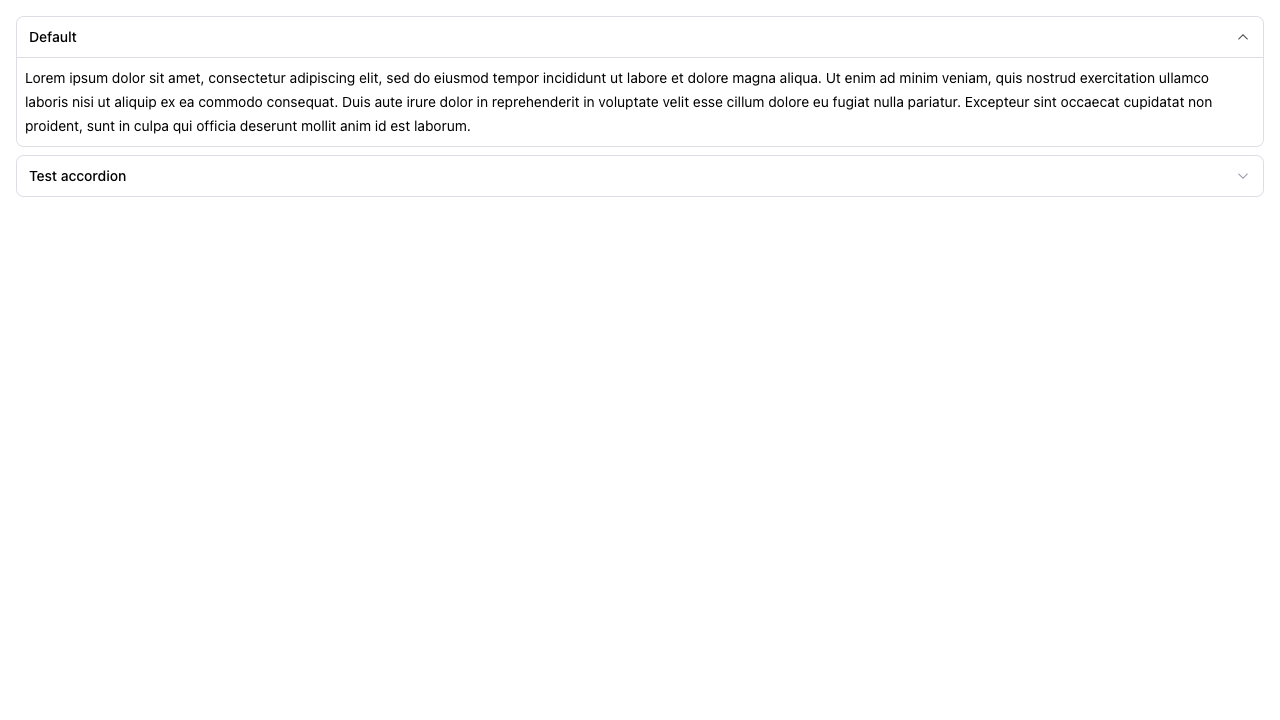 Default
Lorem ipsum dolor sit amet, consectetur adipiscing elit, sed do eiusmod tempor incididunt ut labore et dolore magna aliqua. Ut enim ad minim veniam, quis nostrud exercitation ullamco
laboris nisi ut aliquip ex ea commodo consequat. Duis aute irure dolor in reprehenderit in voluptate velit esse cillum dolore eu fugiat nulla pariatur. Excepteur sint occaecat cupidatat non
proident, sunt in culpa qui officia deserunt mollit anim id est laborum.
Test accordion